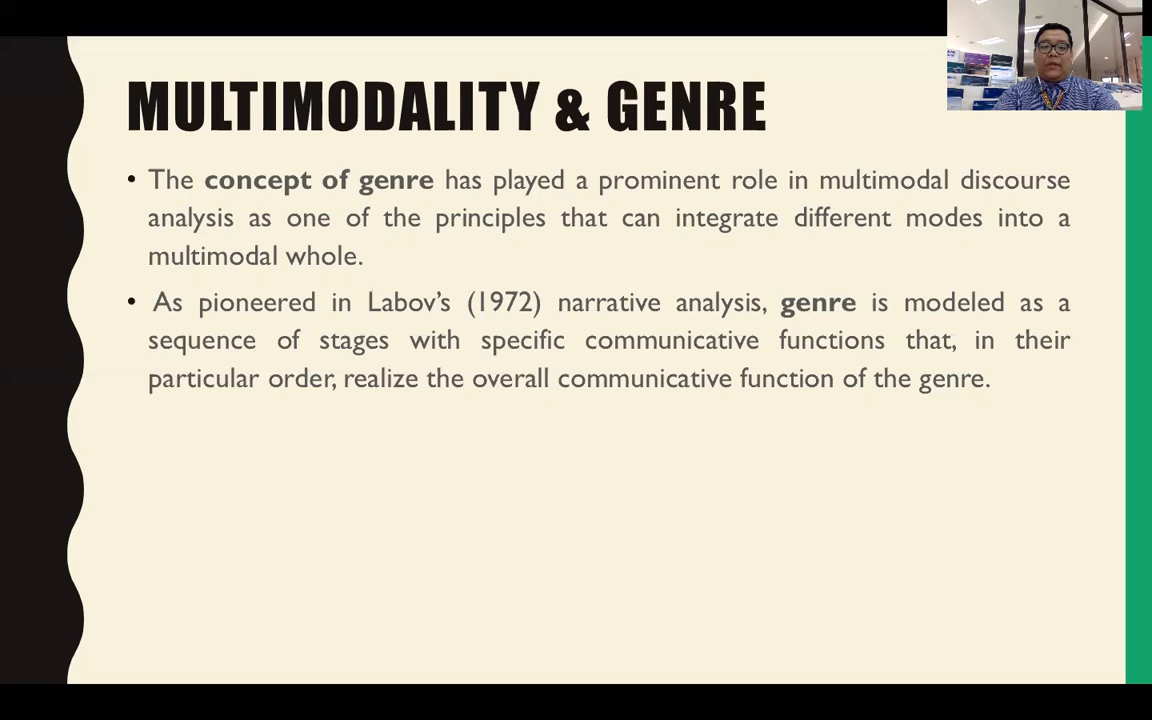 MULTIMODALITY & GENRE
• The concept of genre has played a prominent role in multimodal discourse
analysis as one of the principles that can integrate different modes into a
multimodal whole.
• As pioneered in Labov’s (1972) narrative analysis, genre is modeled as a
sequence of stages with specific communicative functions that, in their
particular order, realize the overall communicative function of the genre.